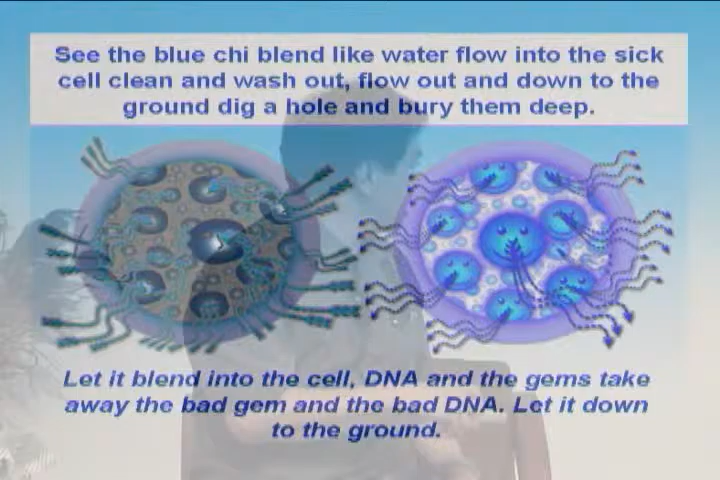 See the blue chi blend like water flow into the sick
cell clean and wash out, flow out and down to the
ground dig a hole and bury them deep.
Let it blend into the cell, DNA and the gems take
away the bad gem and the bad DNA. Let it down
to the ground.